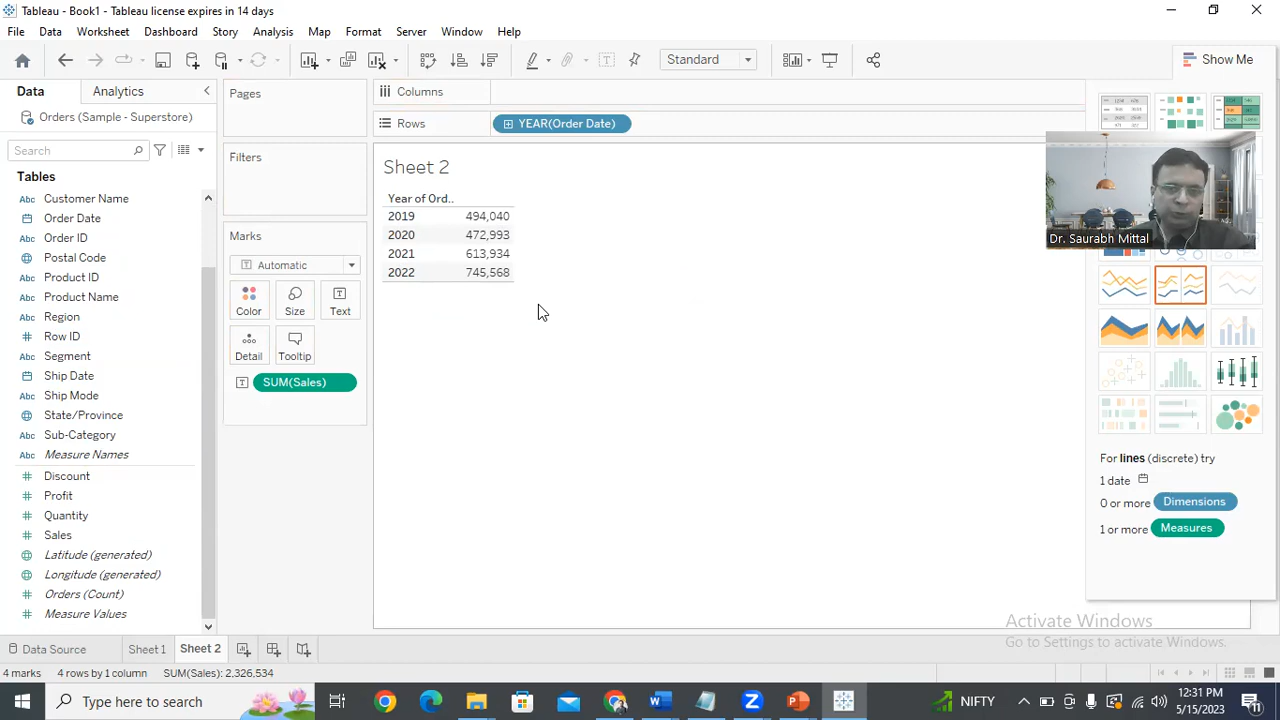 Tableau - Book1 - Tableau license expires in 14 days
File Data Worksheet Dashboard Story Analysis Map Format Server Window Help
Standard
Show Me
Data Analytics
Orders (Sample - Superstore)
Search
Tables
Customer Name
Order Date
Order ID
Postal Code
Product ID
Product Name
Region
Row ID
Segment
Ship Date
Ship Mode
State/Province
Sub-Category
Measure Names
Discount
Profit
Quantity
Sales
Latitude (generated)
Longitude (generated)
Orders (Count)
Measure Values
Pages
Filters
Marks
Automatic
Color Size Text
Detail Tooltip
SUM(Sales)
Columns
Rows YEAR(Order Date)
Sheet 2
Year of Ord..
2019 494,040
2020 472,993
2021 613,934
2022 745,568
Dr. Saurabh Mittal
For lines (discrete) try
1 date
0 or more Dimensions
1 or more Measures
Activate Windows
Go to Settings to activate Windows.
Data Source Sheet 1 Sheet 2
4 marks 4 rows by 1 column SUM(Sales): 2,326,534
Type here to search
NIFTY
12:31 PM
5/15/2023
11